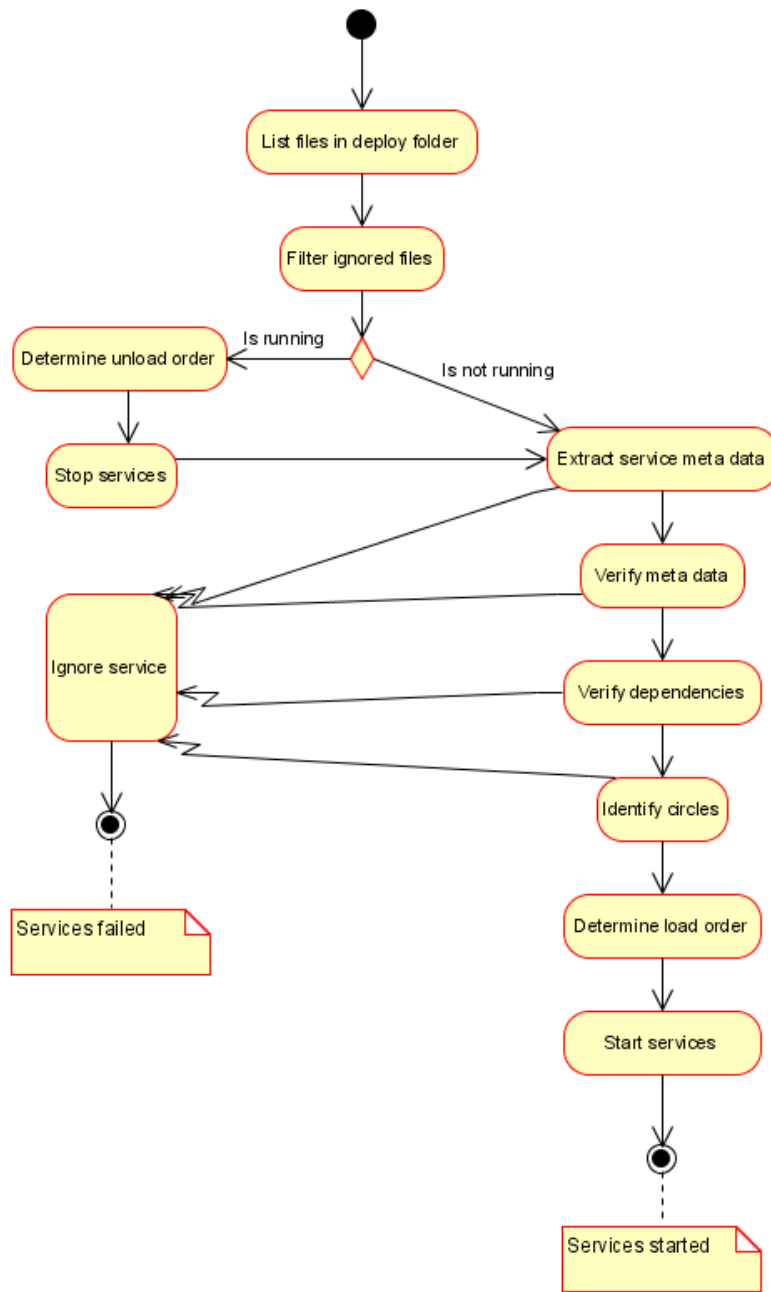 List files in deploy folder
Filter ignored files
Is running
Determine unload order
Is not running
Extract service meta data
Stop services
Verify meta data
Ignore service
Verify dependencies
Identify circles
Services failed
Determine load order
Start services
Services started